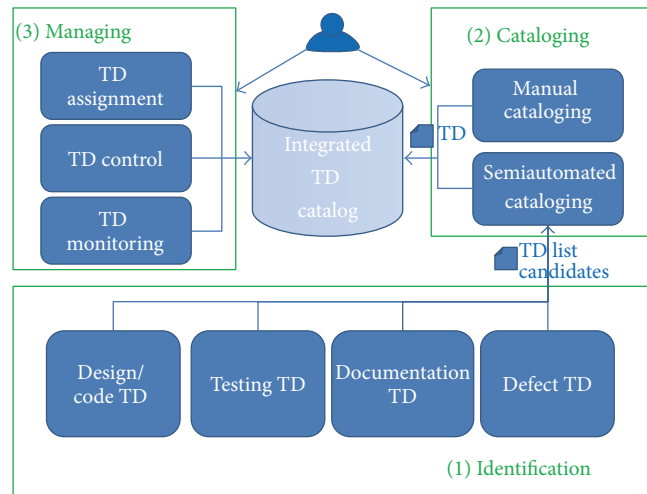 (3) Managing
TD
assignment
TD control
TD
monitoring
Integrated
TD
catalog
(2) Cataloging
Manual
cataloging
TD
Semiautomated
cataloging
TD list
candidates
Design/
code TD
Testing TD
Documentation
TD
Defect TD
(1) Identification